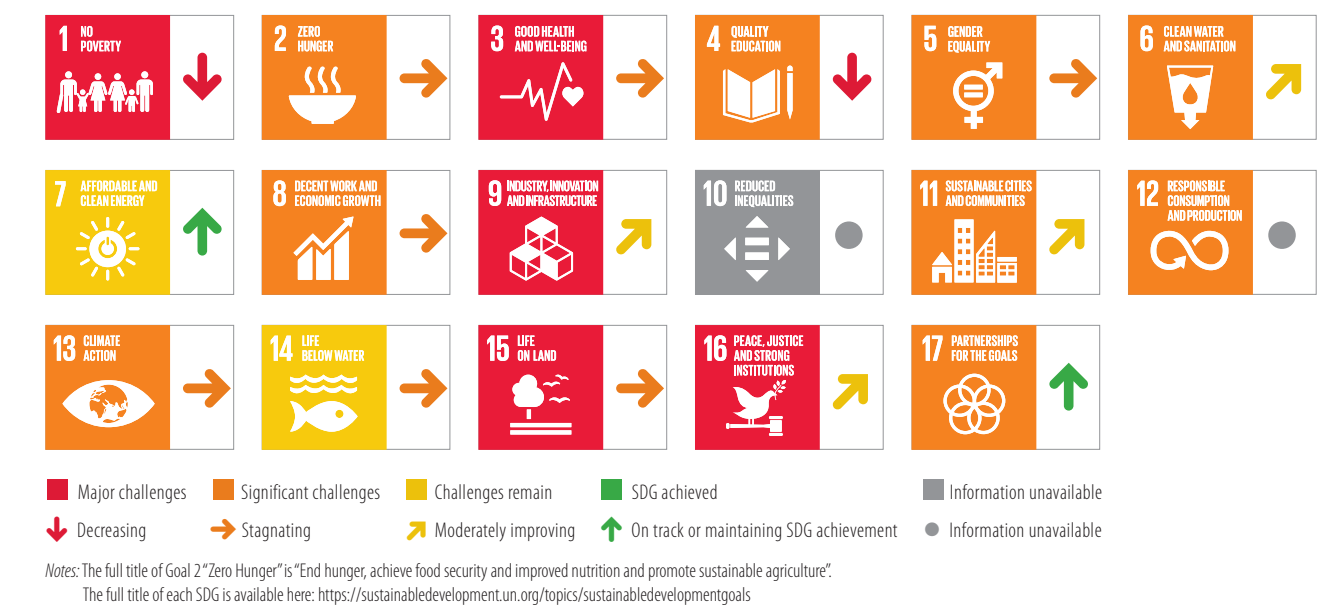 1 NO
POVERTY
2 ZERO
HUNGER
3 GOOD HEALTH
AND WELL-BEING
4 QUALITY
EDUCATION
5 GENDER
EQUALITY
6 CLEAN WATER
AND SANITATION
7 AFFORDABLE AND
CLEAN ENERGY
8 DECENT WORK AND
ECONOMIC GROWTH
9 INDUSTRY, INNOVATION
AND INFRASTRUCTURE
10 REDUCED
INEQUALITIES
11 SUSTAINABLE CITIES
AND COMMUNITIES
12 RESPONSIBLE
CONSUMPTION
AND PRODUCTION
13 CLIMATE
ACTION
14 LIFE
BELOW WATER
15 LIFE
ON LAND
16 PEACE, JUSTICE
AND STRONG
INSTITUTIONS
17 PARTNERSHIPS
FOR THE GOALS
Major challenges Significant challenges Challenges remain SDG achieved Information unavailable
Decreasing Stagnating Moderately improving On track or maintaining SDG achievement Information unavailable
Notes: The full title of Goal 2 “Zero Hunger” is “End hunger, achieve food security and improved nutrition and promote sustainable agriculture”.
The full title of each SDG is available here: https://sustainabledevelopment.un.org/topics/sustainabledevelopmentgoals